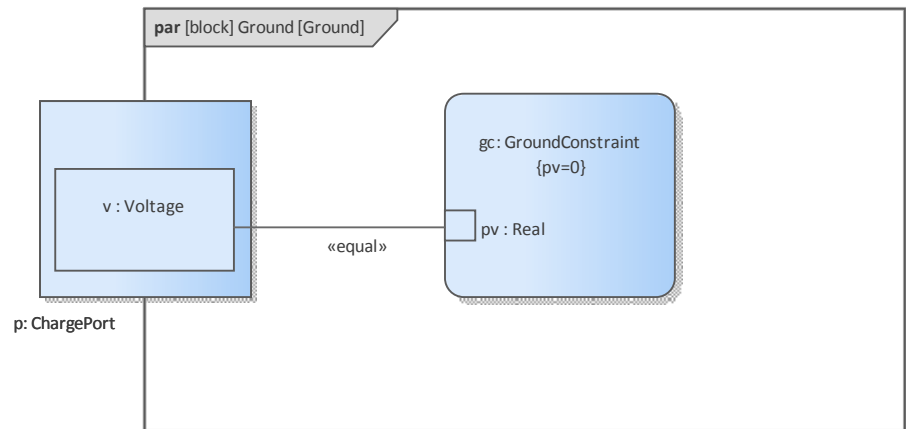 par [block] Ground [Ground]
gc: GroundConstraint
{pv=0}
v : Voltage
pv : Real
«equal»
p: ChargePort